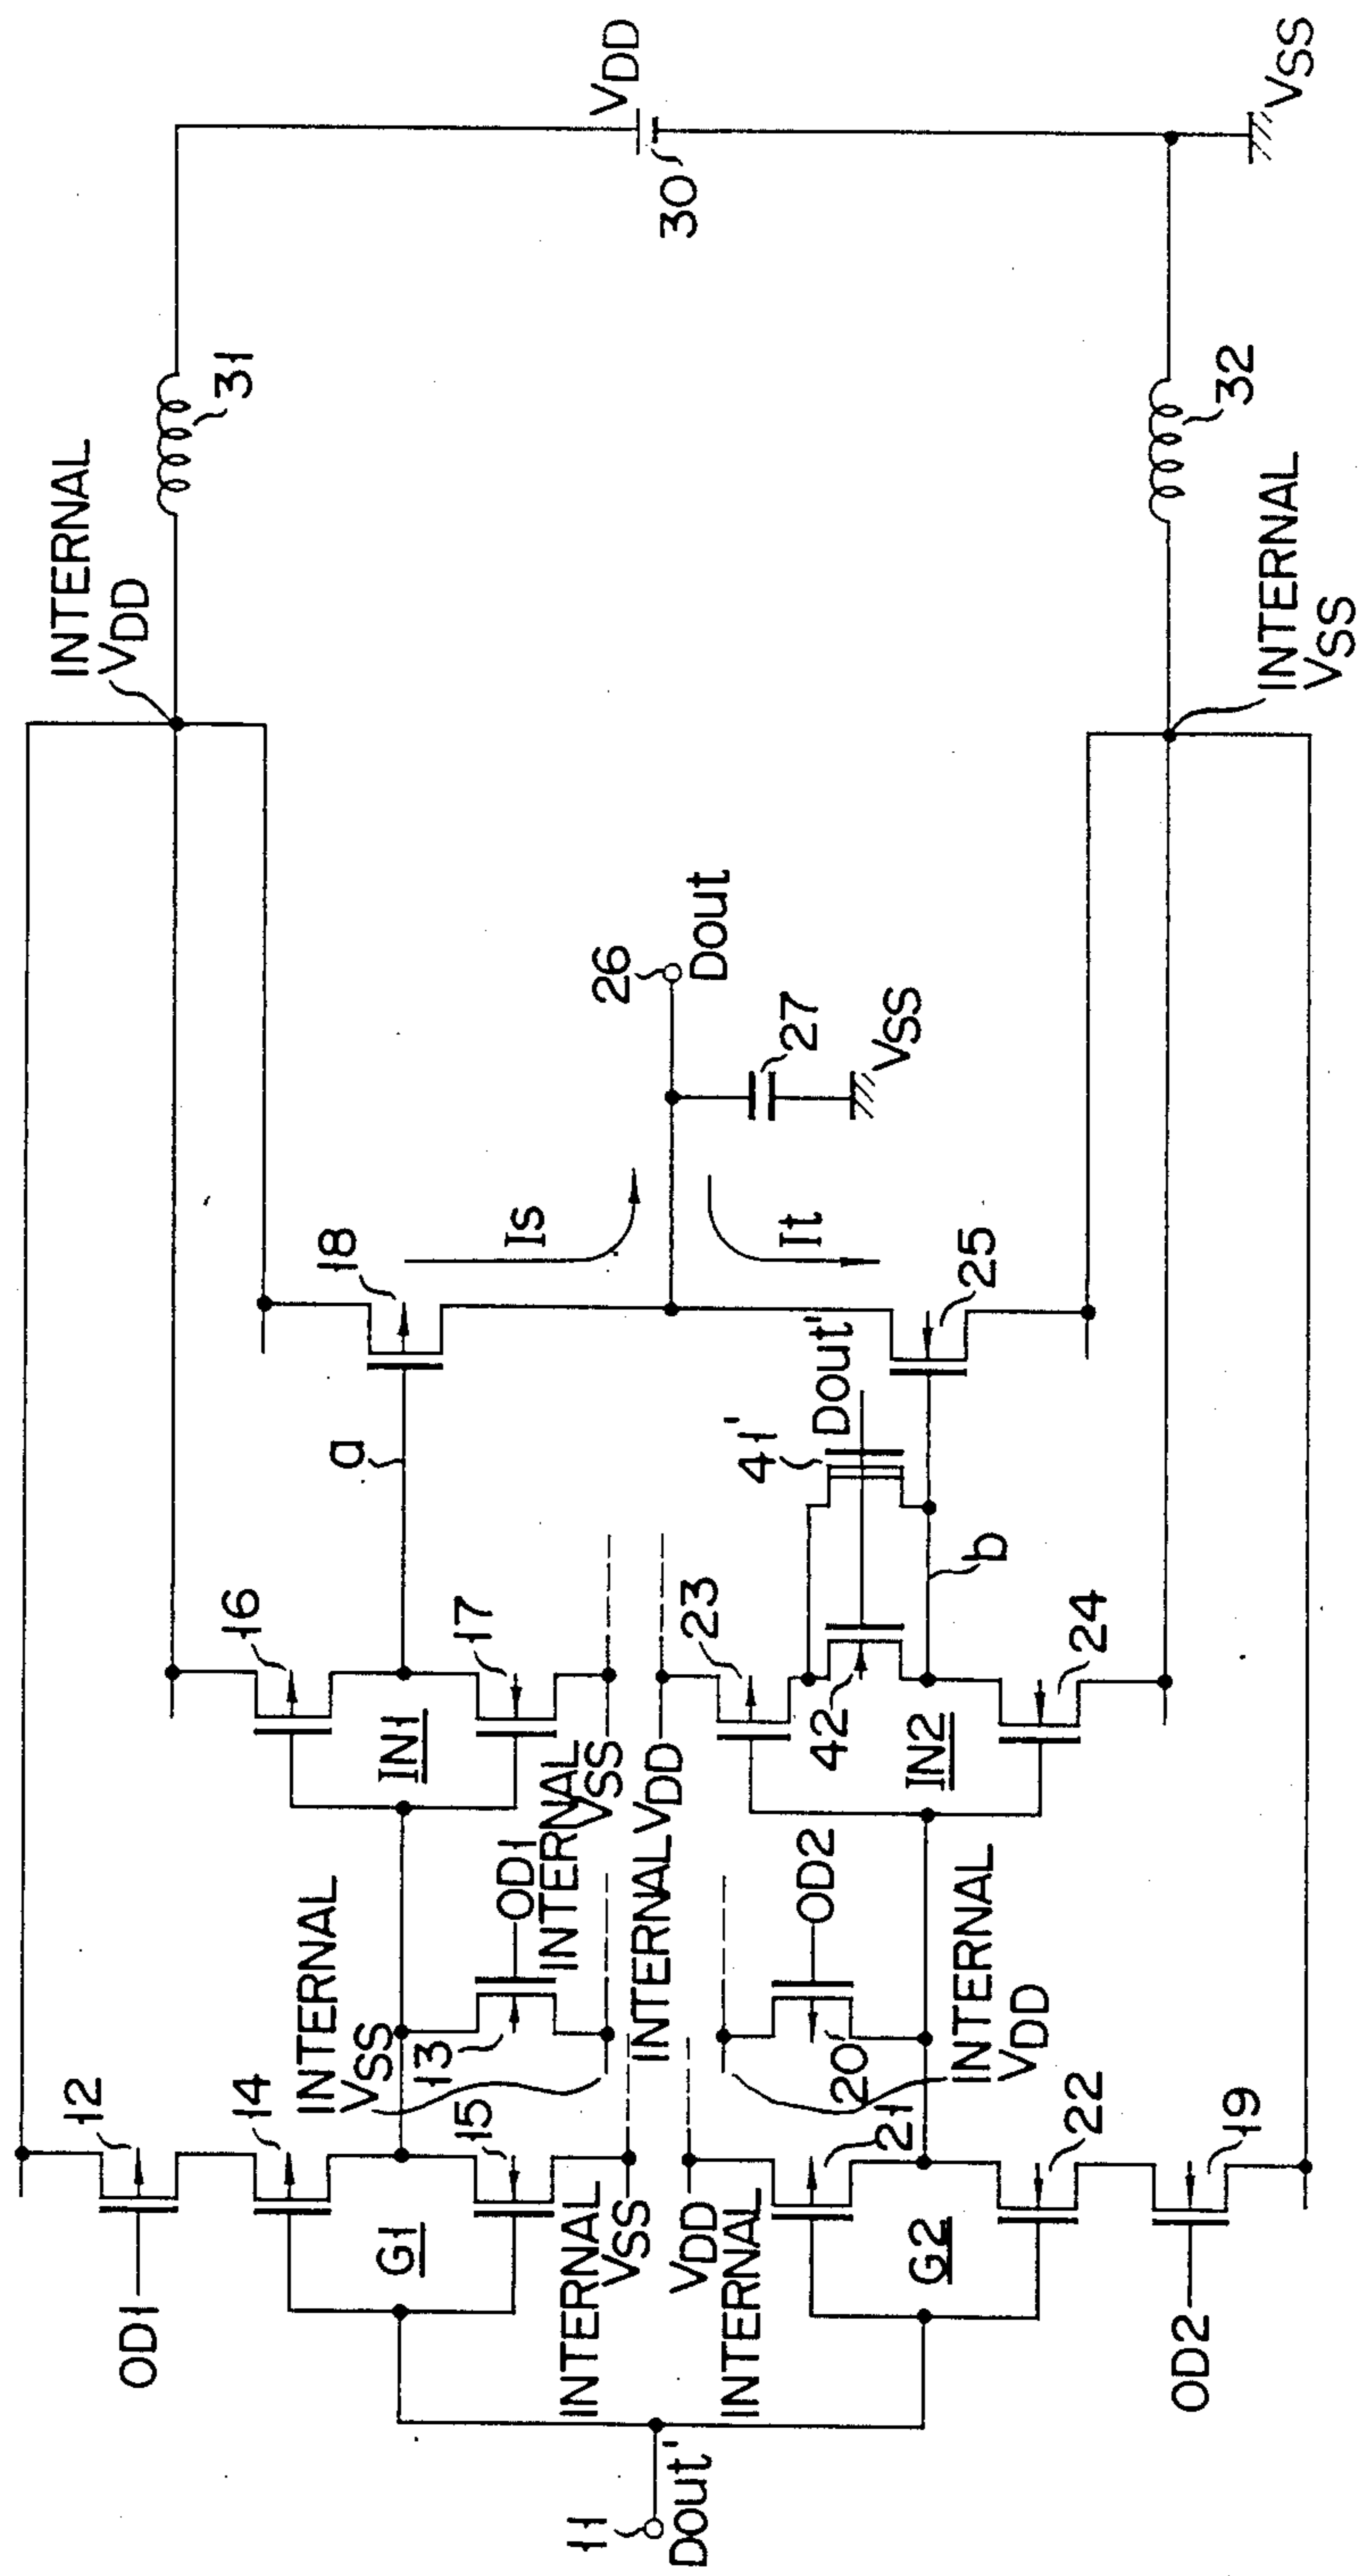 INTERNAL
VDD
31
VDD
30
VSS
32
INTERNAL
VSS
OD1
12
14
G1
15
INTERNAL
VSS
INTERNAL
VSS
13
OD1
INTERNAL
VSS
16
IN1
17
a
18
Is
26
Dout
27
VSS
It
25
11
Dout'
VDD
INTERNAL
21
G2
22
19
OD2
20
OD2
INTERNAL
VDD
INTERNAL VDD
23
42
IN2
24
b
41'
Dout'